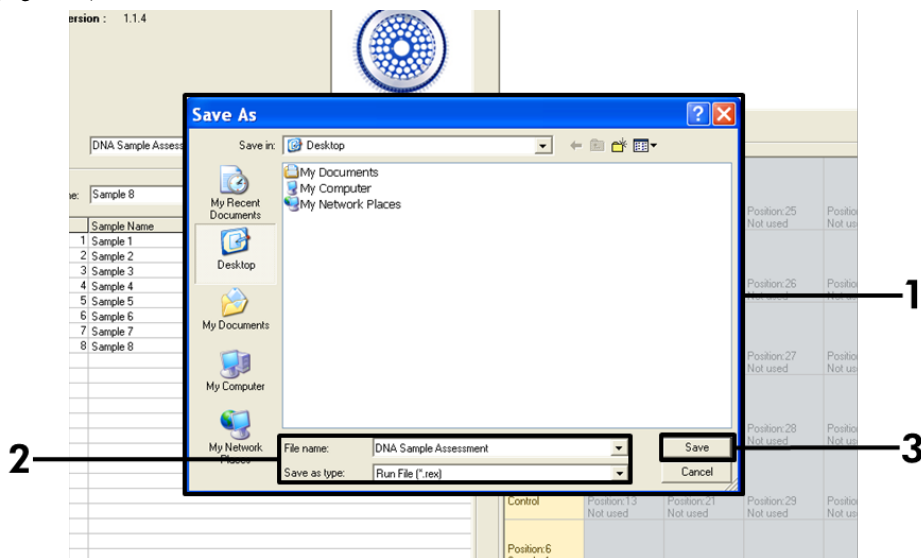 ersion : 1.1.4
Save As
DNA Sample Assess
Save in: Desktop
My Documents
My Computer
My Network Places
My Recent
Documents
Desktop
My Documents
My Computer
My Network
Places
e: Sample 8
Sample Name
1 Sample 1
2 Sample 2
3 Sample 3
4 Sample 4
5 Sample 5
6 Sample 6
7 Sample 7
8 Sample 8
File name: DNA Sample Assessment
Save as type: Run File (*.rex)
Save
Cancel
Position:25
Not used
Position:26
Not used
Position:27
Not used
Position:28
Not used
Control
Position:13
Not used
Position:21
Not used
Position:29
Not used
Position:6
1
2
3